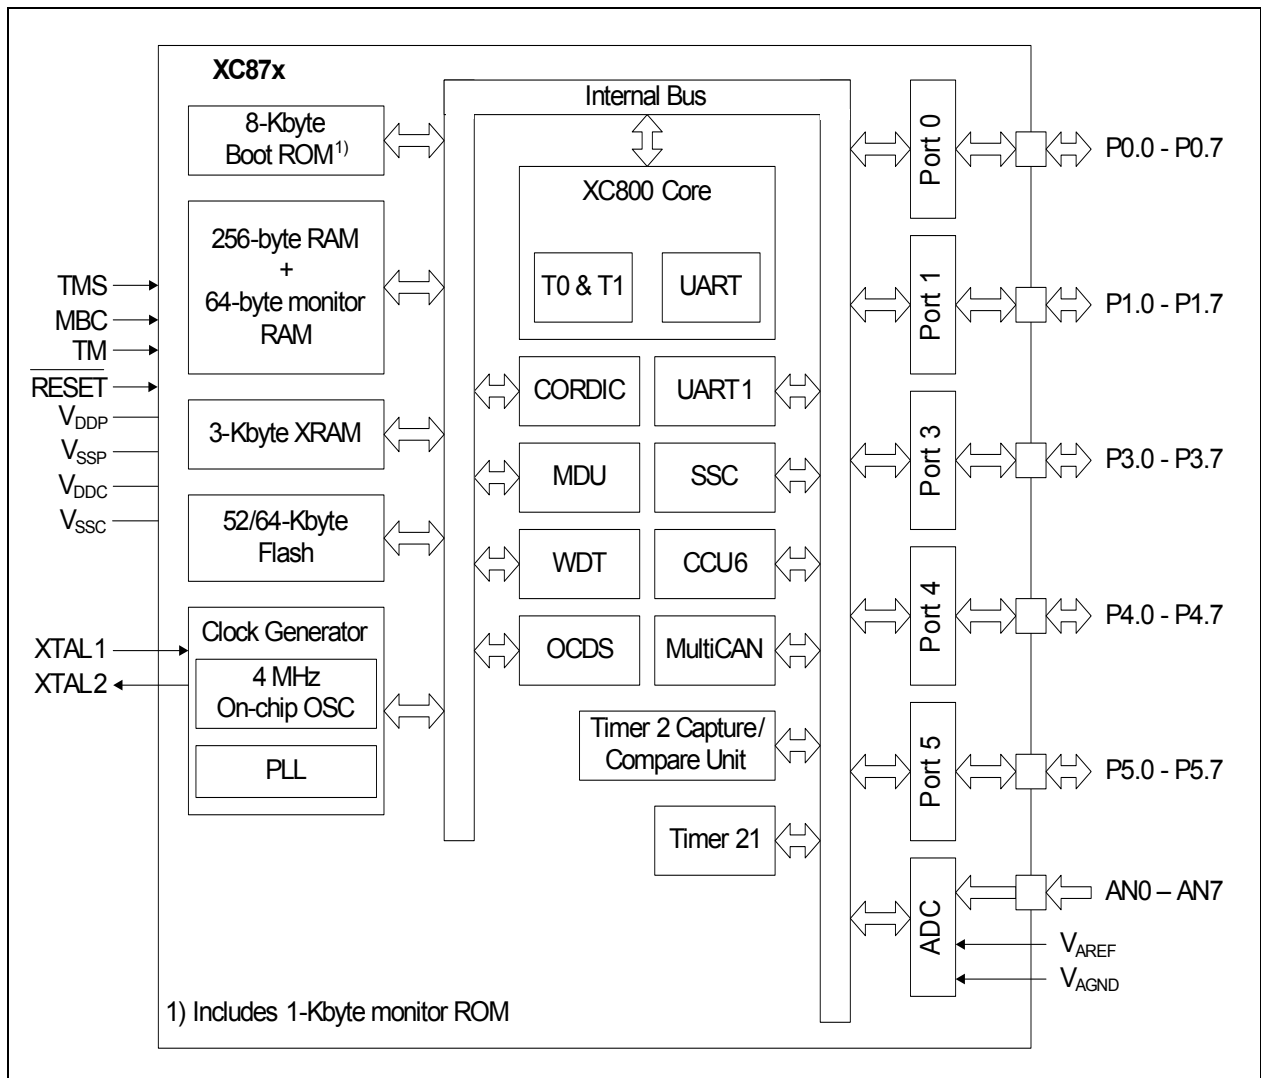 XC87x
Internal Bus
8-Kbyte
Boot ROM1)
256-byte RAM
+
64-byte monitor
RAM
3-Kbyte XRAM
52/64-Kbyte
Flash
Clock Generator
4 MHz
On-chip OSC
PLL
TMS
MBC
TM
RESET
VDDP
VSSP
VDDC
VSSC
XTAL1
XTAL2
XC800 Core
T0 & T1
UART
CORDIC
UART1
MDU
SSC
WDT
CCU6
OCDS
MultiCAN
Timer 2 Capture/
Compare Unit
Timer 21
Port 0
P0.0 - P0.7
Port 1
P1.0 - P1.7
Port 3
P3.0 - P3.7
Port 4
P4.0 - P4.7
Port 5
P5.0 - P5.7
ADC
AN0 – AN7
VAREF
VAGND
1) Includes 1-Kbyte monitor ROM